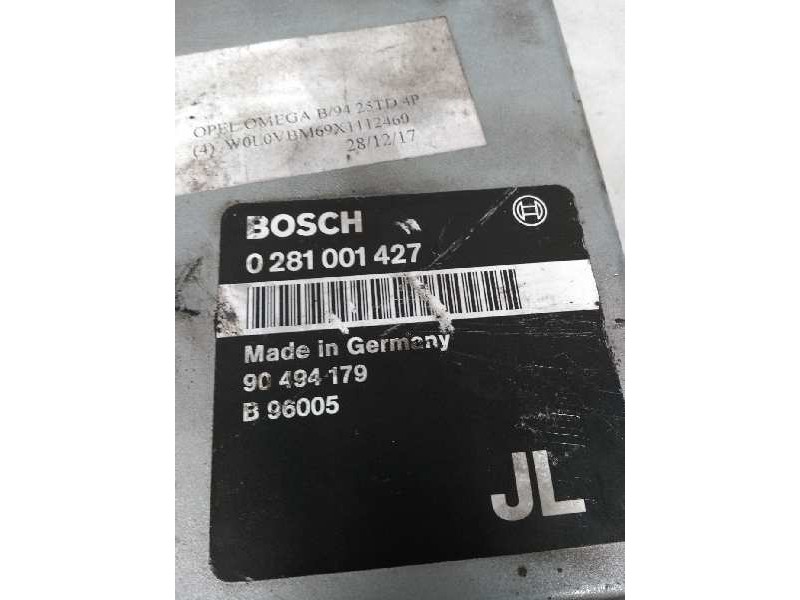 OPEL OMEGA B/94 25TD 4P
(4) W0L0VBM69X1112469
28/12/17
BOSCH
0 281 001 427
Made in Germany
90 494 179
B 96005
JL